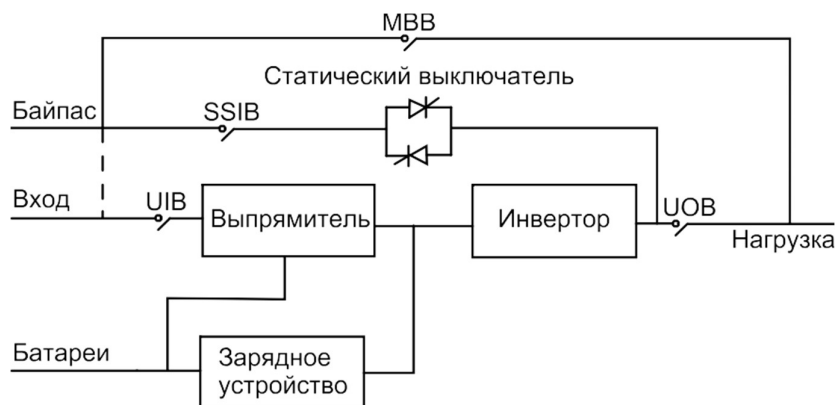 MBB
Статический выключатель
Байпас
SSIB
Вход
UIB
Выпрямитель
Инвертор
UOB
Нагрузка
Батареи
Зарядное
устройство